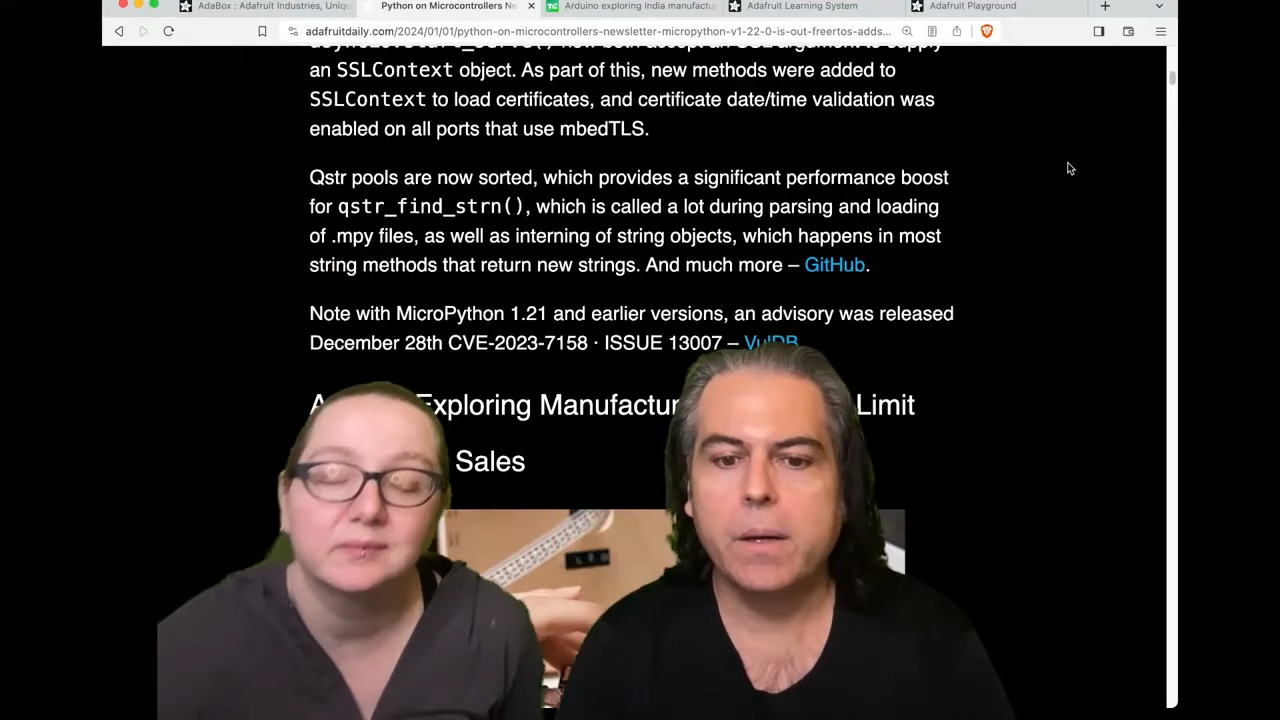 AdaBox : Adafruit Industries, Uniqu
Python on Microcontrollers Ne
TC Arduino exploring India manufactur
Adafruit Learning System
Adafruit Playground
adafruitdaily.com/2024/01/01/python-on-microcontrollers-newsletter-micropython-v1-22-0-is-out-freertos-adds...
an SSLContext object. As part of this, new methods were added to
SSLContext to load certificates, and certificate date/time validation was
enabled on all ports that use mbedTLS.
Qstr pools are now sorted, which provides a significant performance boost
for qstr_find_strn(), which is called a lot during parsing and loading
of .mpy files, as well as interning of string objects, which happens in most
string methods that return new strings. And much more – GitHub.
Note with MicroPython 1.21 and earlier versions, an advisory was released
December 28th CVE-2023-7158 · ISSUE 13007 – VulDB
Exploring Manufactur Limit
Sales